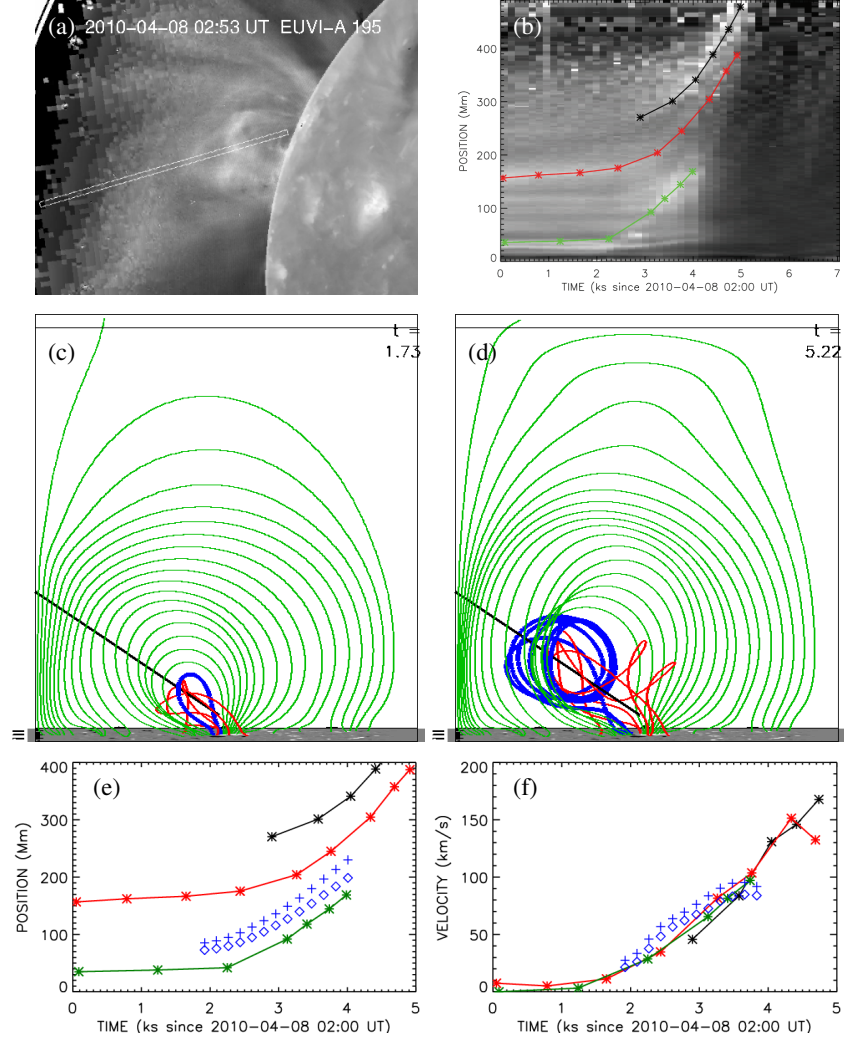 (a) 2010-04-08 02:53 UT EUVI-A 195
(b)
POSITION (Mm)
400
300
200
100
0
0 1 2 3 4 5 6 7
TIME (ks since 2010-04-08 02:00 UT)
(c)
t =
1.73
(d)
t =
5.22
(e)
POSITION (Mm)
400
300
200
100
0
0 1 2 3 4 5
TIME (ks since 2010-04-08 02:00 UT)
(f)
VELOCITY (km/s)
200
150
100
50
0
0 1 2 3 4 5
TIME (ks since 2010-04-08 02:00 UT)